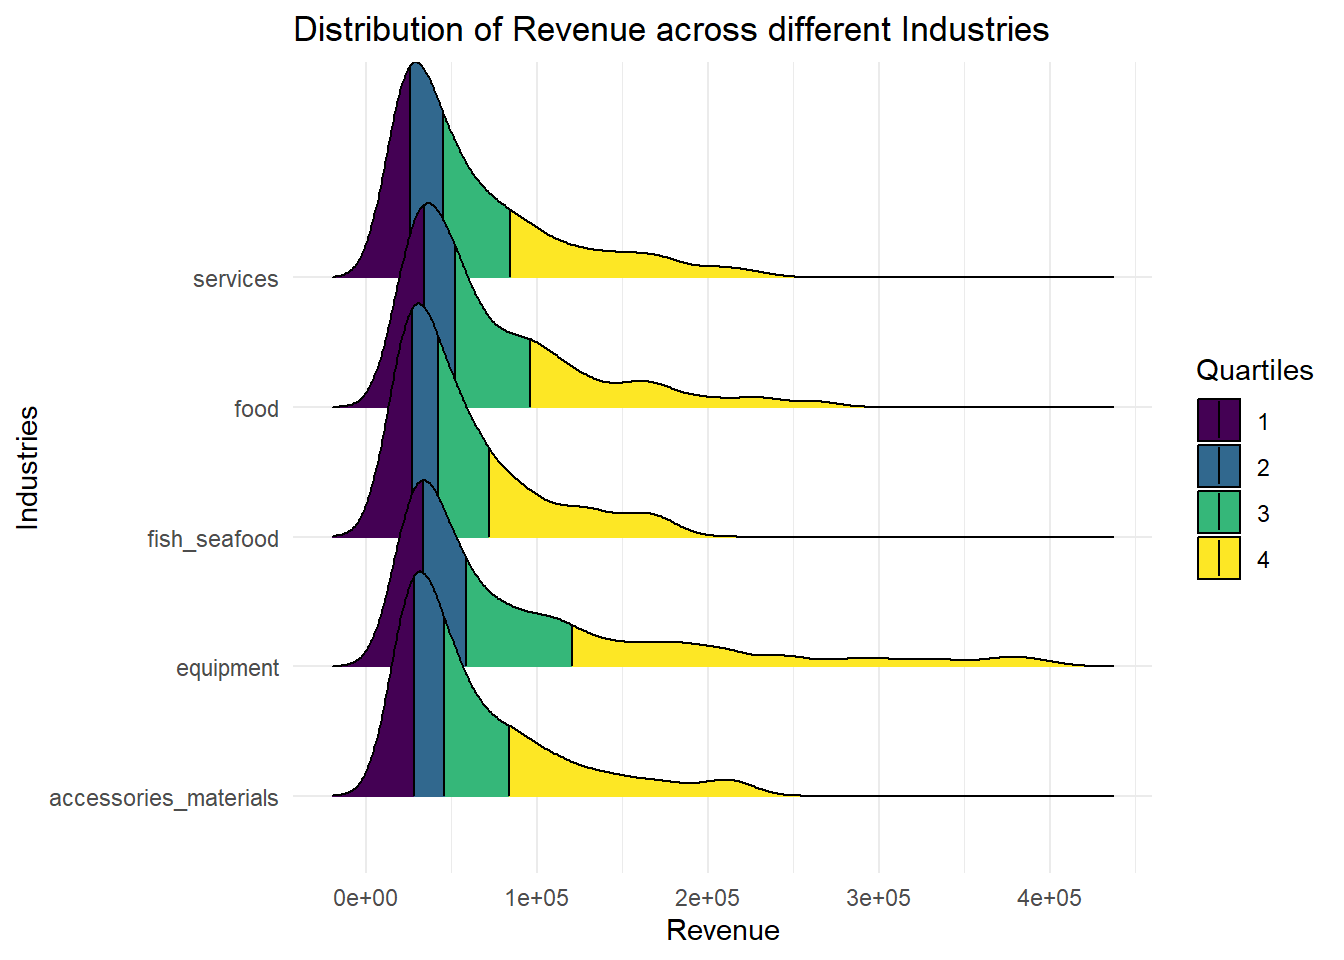 Distribution of Revenue across different Industries
services
food
fish_seafood
equipment
accessories_materials
Industries
0e+00 1e+05 2e+05 3e+05 4e+05
Revenue
Quartiles
1
2
3
4